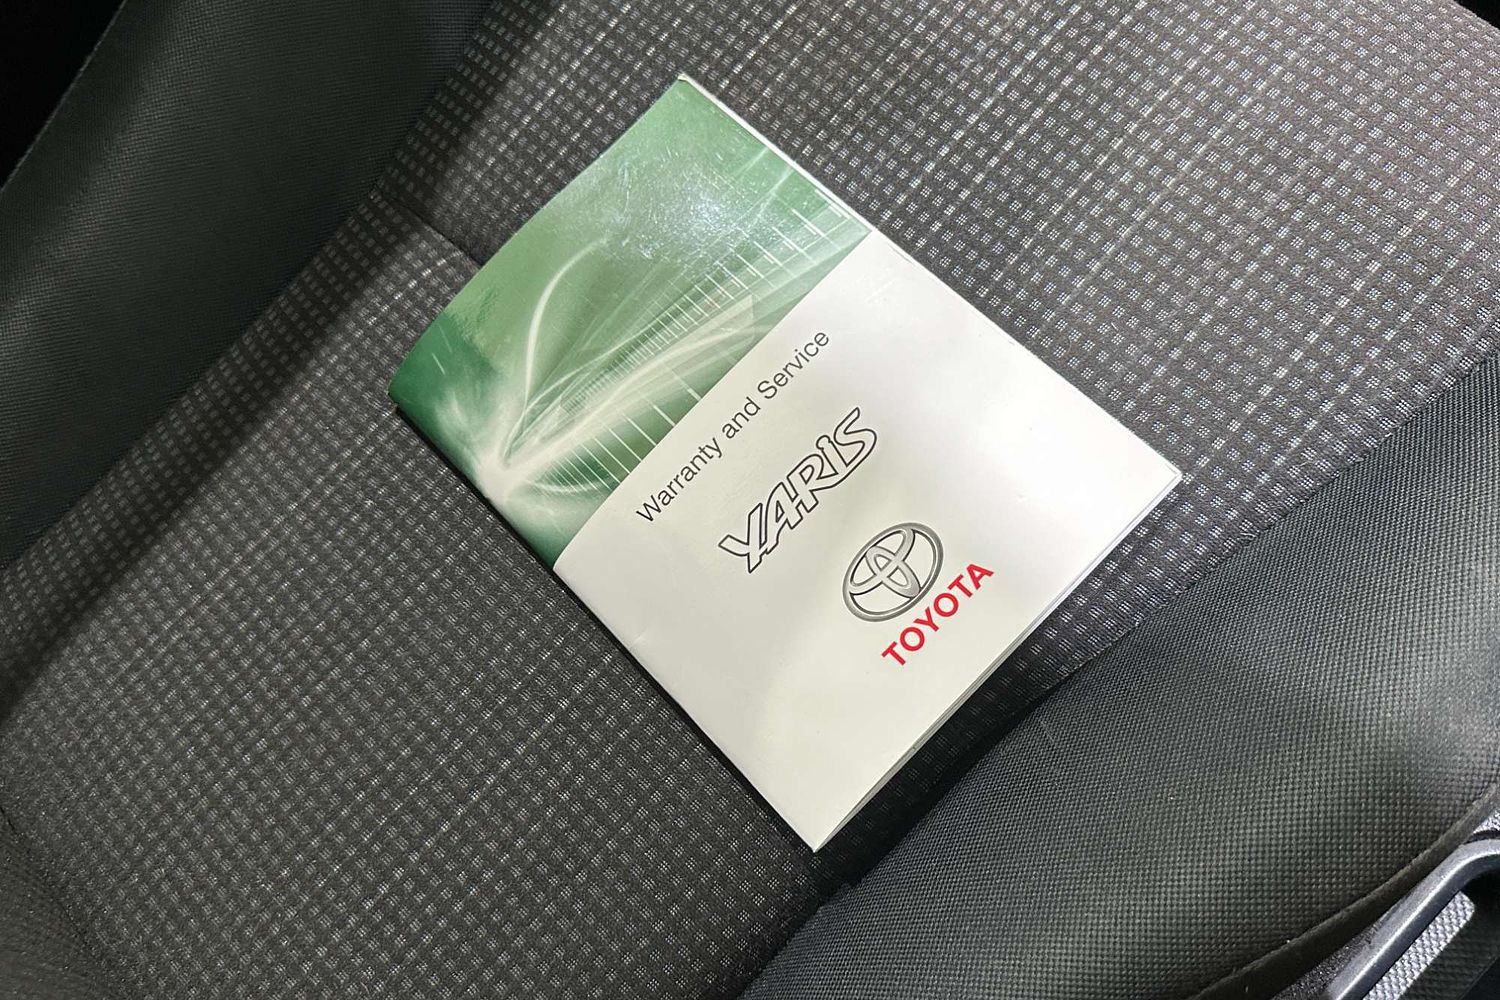 Warranty and Service
YARiS
TOYOTA